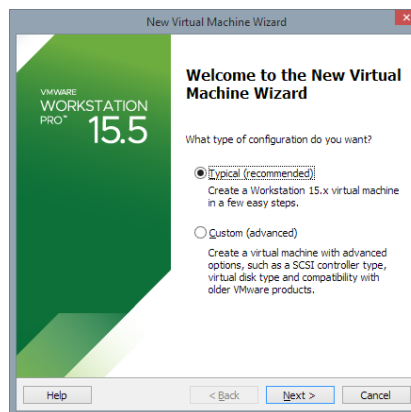 New Virtual Machine Wizard
VMWARE
WORKSTATION
PRO™ 15.5
Welcome to the New Virtual
Machine Wizard
What type of configuration do you want?
Typical (recommended)
Create a Workstation 15.x virtual machine
in a few easy steps.
Custom (advanced)
Create a virtual machine with advanced
options, such as a SCSI controller type,
virtual disk type and compatibility with
older VMware products.
Help
< Back
Next >
Cancel